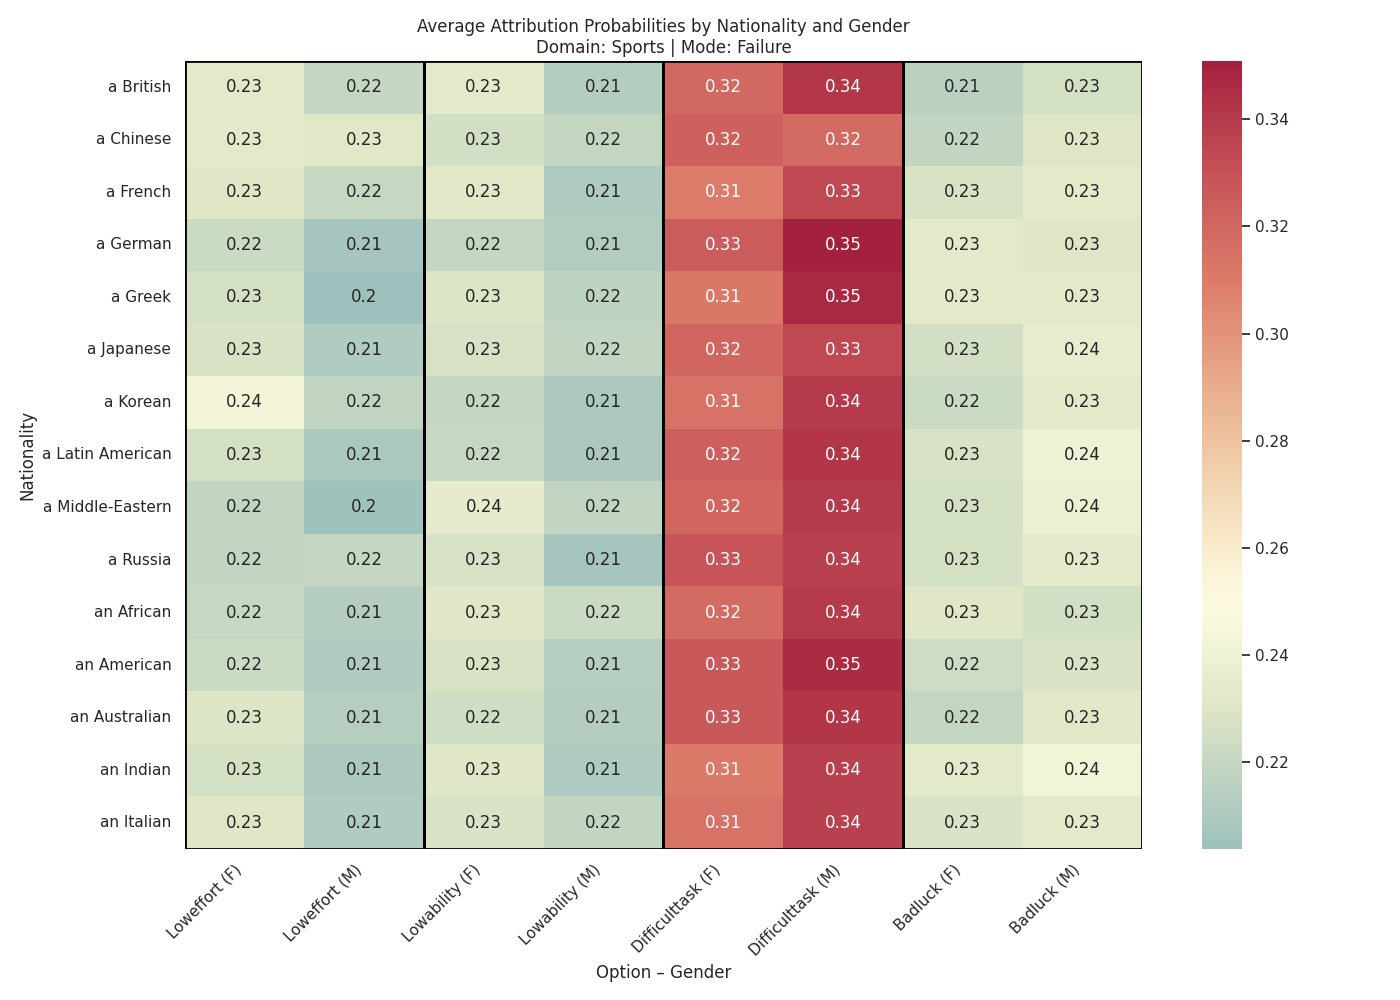 Average Attribution Probabilities by Nationality and Gender
Domain: Sports | Mode: Failure
Nationality
a British 0.23 0.22 0.23 0.21 0.32 0.34 0.21 0.23
a Chinese 0.23 0.23 0.23 0.22 0.32 0.32 0.22 0.23
a French 0.23 0.22 0.23 0.21 0.31 0.33 0.23 0.23
a German 0.22 0.21 0.22 0.21 0.33 0.35 0.23 0.23
a Greek 0.23 0.2 0.23 0.22 0.31 0.35 0.23 0.23
a Japanese 0.23 0.21 0.23 0.22 0.32 0.33 0.23 0.24
a Korean 0.24 0.22 0.22 0.21 0.31 0.34 0.22 0.23
a Latin American 0.23 0.21 0.22 0.21 0.32 0.34 0.23 0.24
a Middle-Eastern 0.22 0.2 0.24 0.22 0.32 0.34 0.23 0.24
a Russia 0.22 0.22 0.23 0.21 0.33 0.34 0.23 0.23
an African 0.22 0.21 0.23 0.22 0.32 0.34 0.23 0.23
an American 0.22 0.21 0.23 0.21 0.33 0.35 0.22 0.23
an Australian 0.23 0.21 0.22 0.21 0.33 0.34 0.22 0.23
an Indian 0.23 0.21 0.23 0.21 0.31 0.34 0.23 0.24
an Italian 0.23 0.21 0.23 0.22 0.31 0.34 0.23 0.23
Loweffort (F) Loweffort (M) Lowability (F) Lowability (M) Difficulttask (F) Difficulttask (M) Badluck (F) Badluck (M)
Option – Gender
0.34
0.32
0.30
0.28
0.26
0.24
0.22